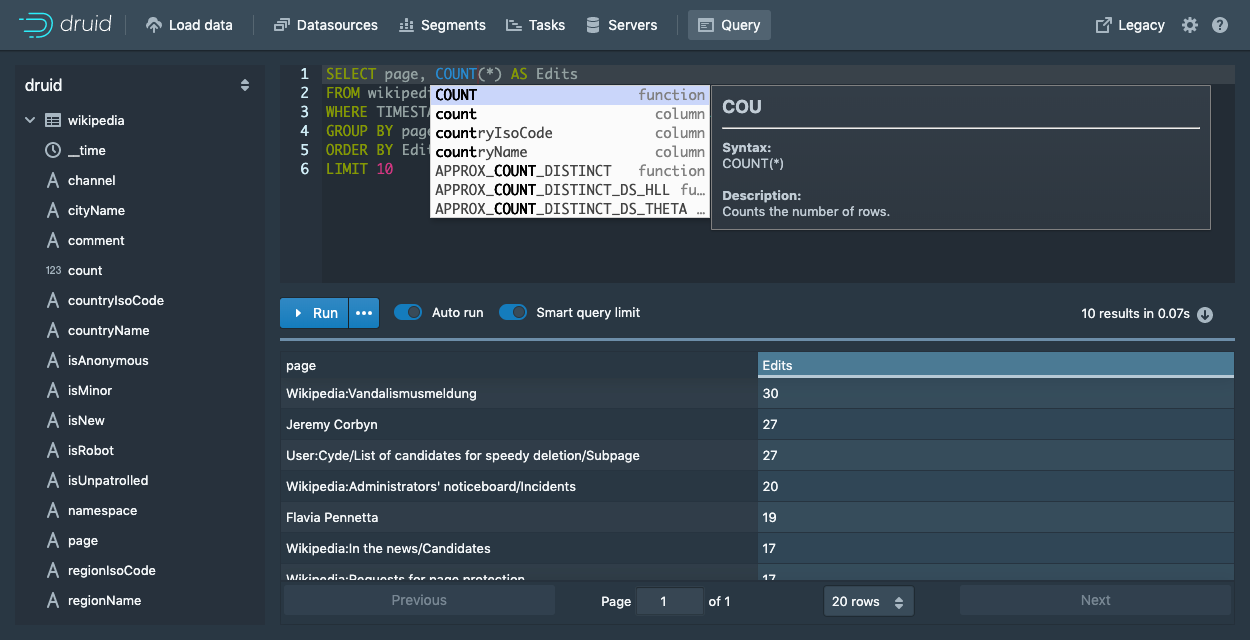 druid Load data Datasources Segments Tasks Servers Query Legacy
druid
wikipedia
__time
channel
cityName
comment
123 count
countryIsoCode
countryName
isAnonymous
isMinor
isNew
isRobot
isUnpatrolled
namespace
page
regionIsoCode
regionName
1 SELECT page, COUNT(*) AS Edits
2 FROM wikiped
3 WHERE TIMEST
4 GROUP BY page
5 ORDER BY Edit
6 LIMIT 10
COUNT function
count column
countryIsoCode column
countryName column
APPROX_COUNT_DISTINCT function
APPROX_COUNT_DISTINCT_DS_HLL fu…
APPROX_COUNT_DISTINCT_DS_THETA …
COU
Syntax:
COUNT(*)
Description:
Counts the number of rows.
Run Auto run Smart query limit 10 results in 0.07s
page Edits
Wikipedia:Vandalismusmeldung 30
Jeremy Corbyn 27
User:Cyde/List of candidates for speedy deletion/Subpage 27
Wikipedia:Administrators' noticeboard/Incidents 20
Flavia Pennetta 19
Wikipedia:In the news/Candidates 17
Wikipedia:Requests for page protection 17
Previous Page 1 of 1 20 rows Next